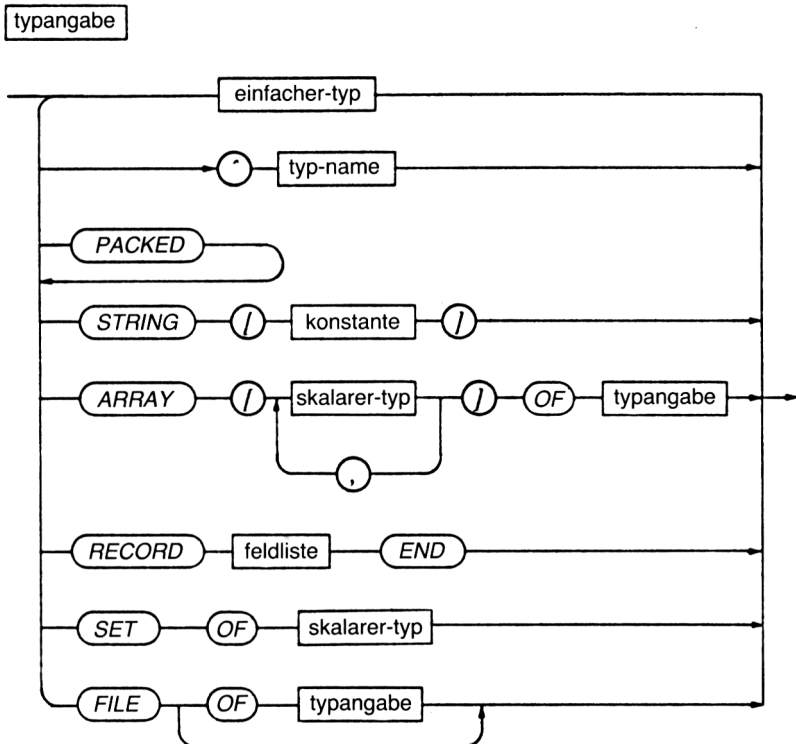 typangabe
einfacher-typ
^ typ-name
PACKED
STRING [ konstante ]
ARRAY [ skalarer-typ ] OF typangabe
,
RECORD feldliste END
SET OF skalarer-typ
FILE OF typangabe